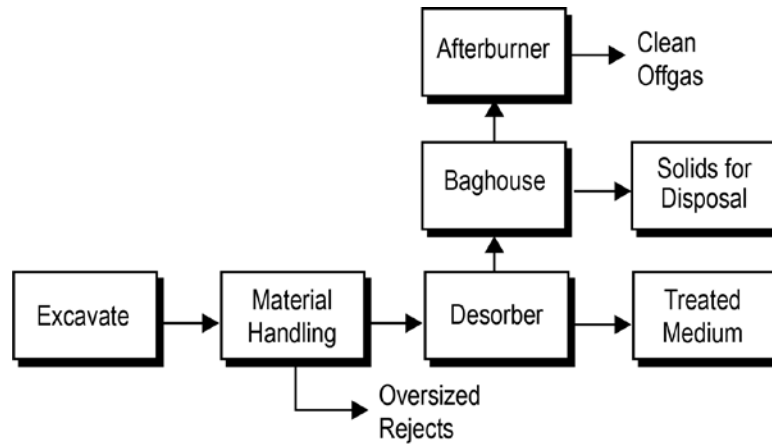 Afterburner
Clean
Offgas
Baghouse
Solids for
Disposal
Excavate
Material
Handling
Desorber
Treated
Medium
Oversized
Rejects